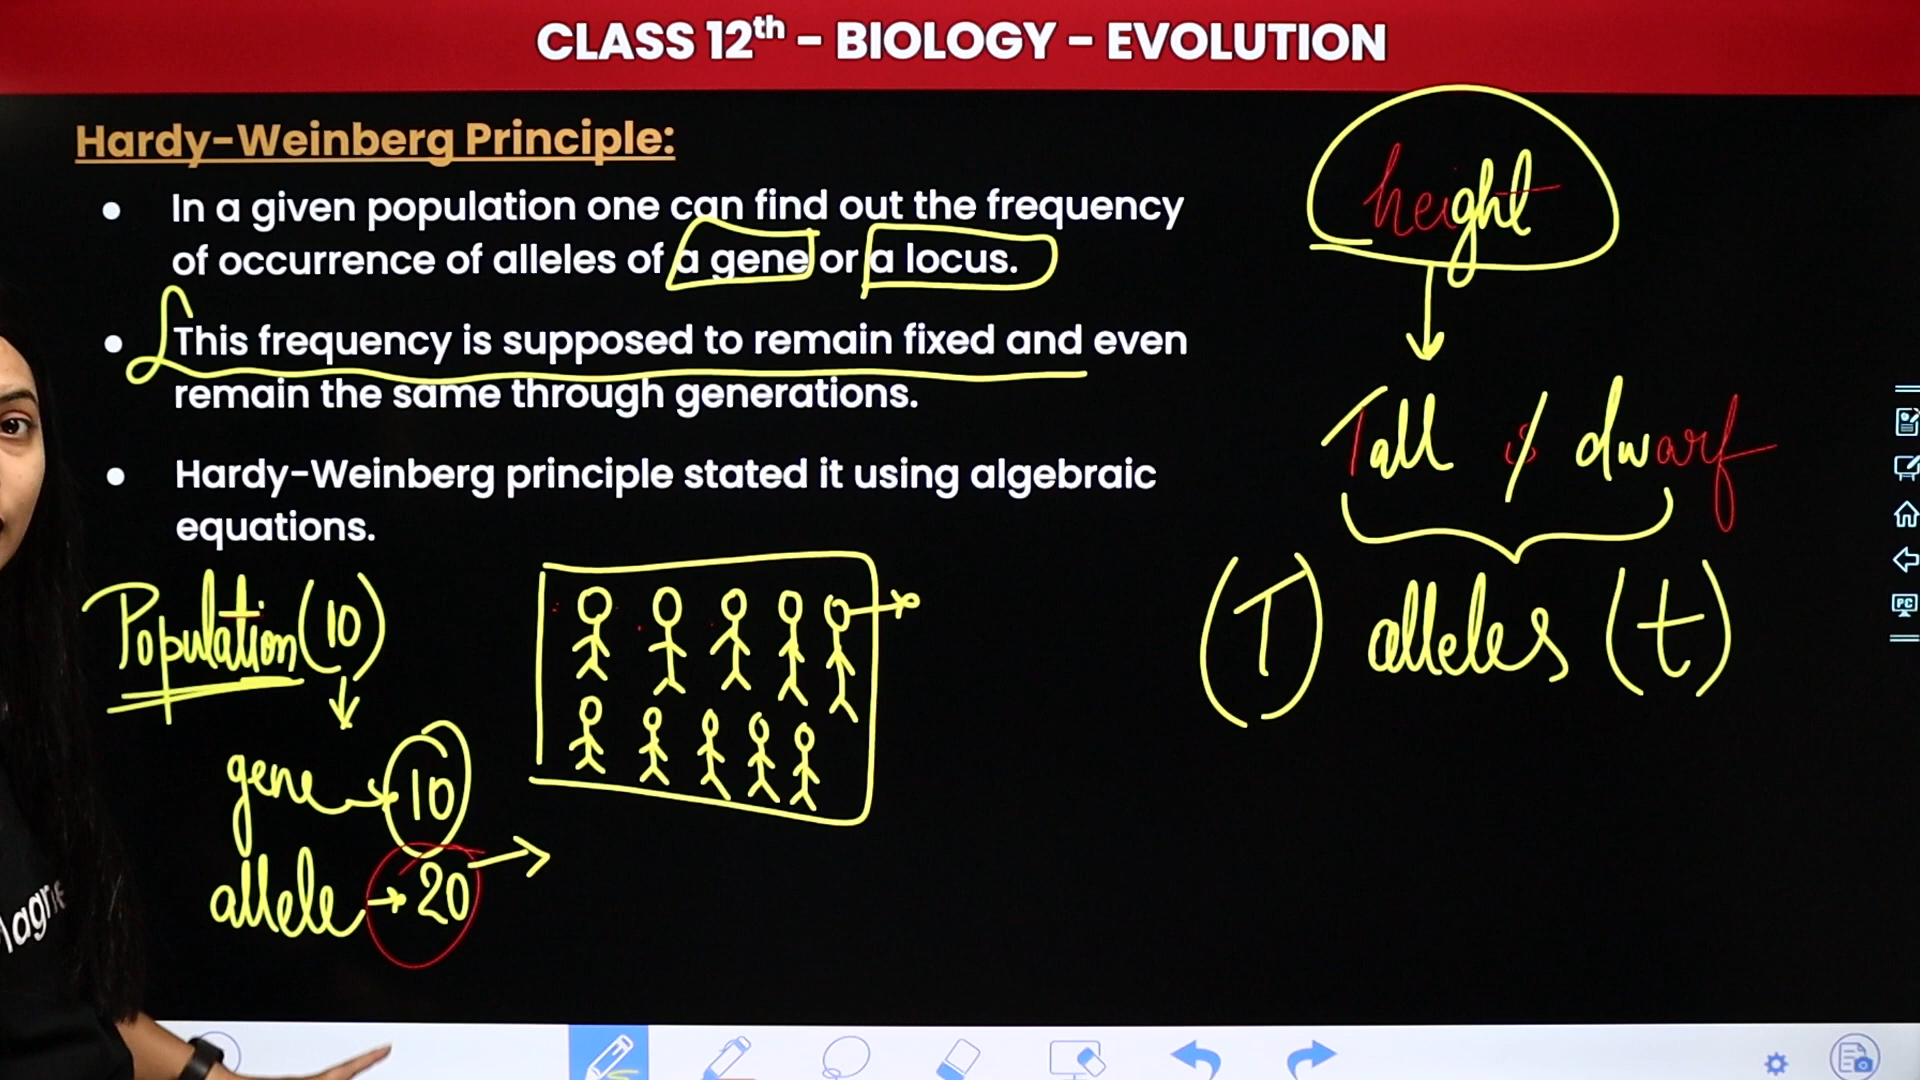 CLASS 12th - BIOLOGY - EVOLUTION
Hardy-Weinberg Principle:
• In a given population one can find out the frequency
of occurrence of alleles of a gene or a locus.
• This frequency is supposed to remain fixed and even
remain the same through generations.
• Hardy-Weinberg principle stated it using algebraic
equations.
Population (10)
gene → 10
allele → 20
height
Tall / dwarf
(T) alleles (t)
PC